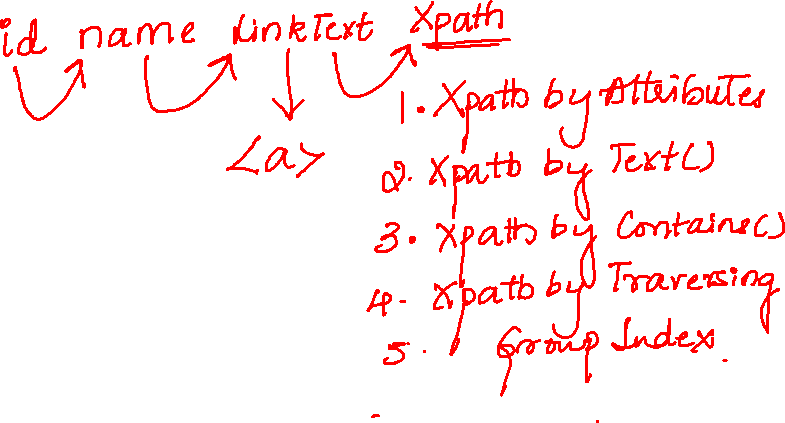 id name LinkText Xpath
1. Xpath by Attributes
<a>
2. Xpath by Text()
3. Xpath by Contains()
4. Xpath by Traversing
5. Group Index